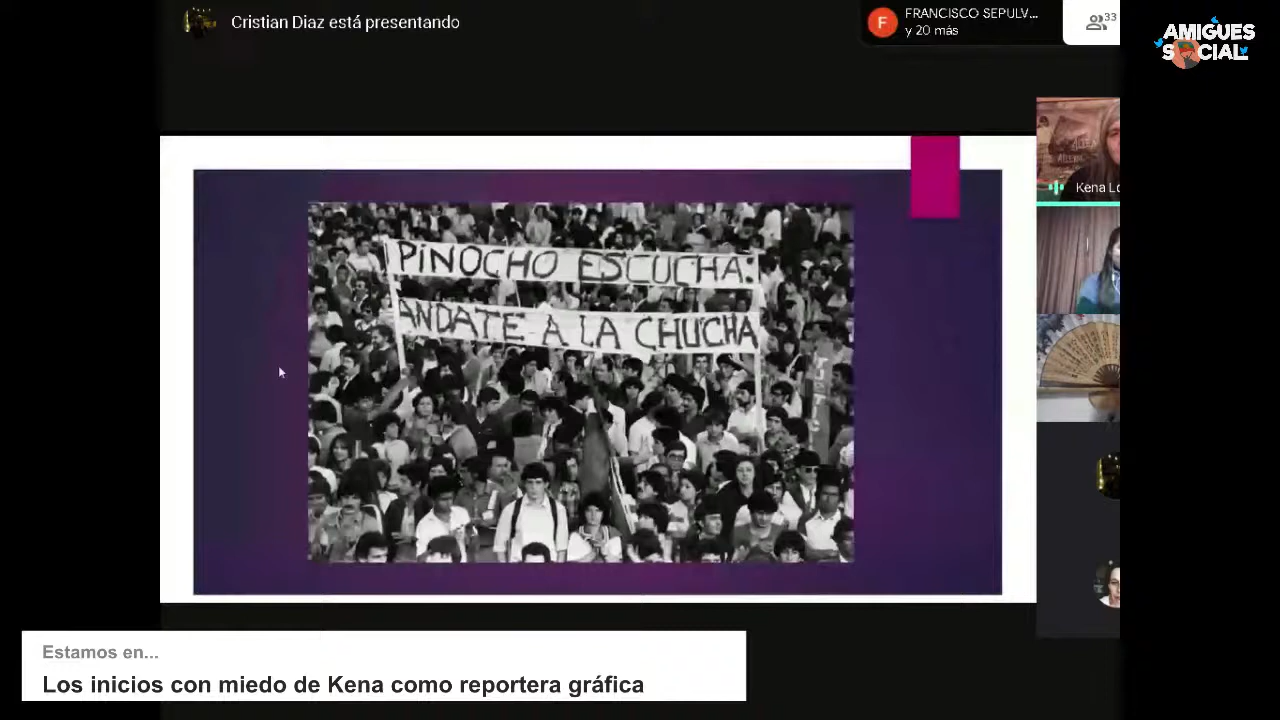 Cristian Diaz está presentando
FRANCISCO SEPULV...
y 20 más
33
AMIGUES
SOCIAL
Kena Lo
PiNOCHO ESCUCHA:
ANDATE A LA CHUCHA
Estamos en...
Los inicios con miedo de Kena como reportera gráfica